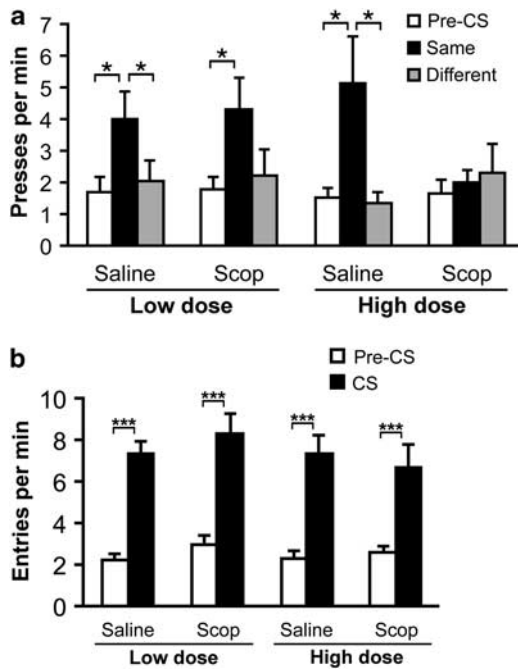 a
Presses per min
7
6
5
4
3
2
1
0
Pre-CS
Same
Different
* * * * *
Saline Scop Saline Scop
Low dose High dose
b
Entries per min
10
8
6
4
2
0
Pre-CS
CS
*** *** *** ***
Saline Scop Saline Scop
Low dose High dose